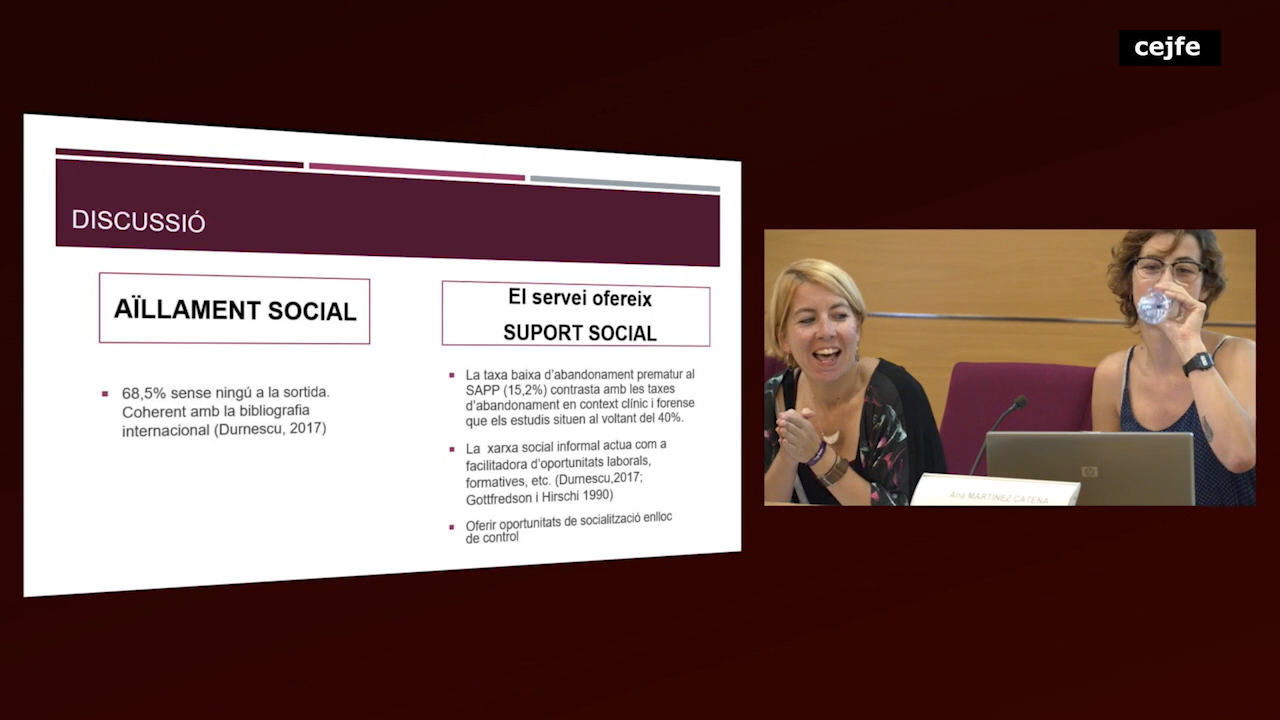 cejfe
DISCUSSIÓ
AÏLLAMENT SOCIAL
68,5% sense ningú a la sortida.
Coherent amb la bibliografia
internacional (Durnescu, 2017)
El servei ofereix
SUPORT SOCIAL
La taxa baixa d'abandonament prematur al
SAPP (15,2%) contrasta amb les taxes
d'abandonament en context clínic i forense
que els estudis situen al voltant del 40%.
La xarxa social informal actua com a
facilitadora d'oportunitats laborals,
formatives, etc. (Durnescu,2017;
Gottfredson i Hirschi 1990)
Oferir oportunitats de socialització enlloc
de control
Ana MARTÍNEZ CATENA
hp